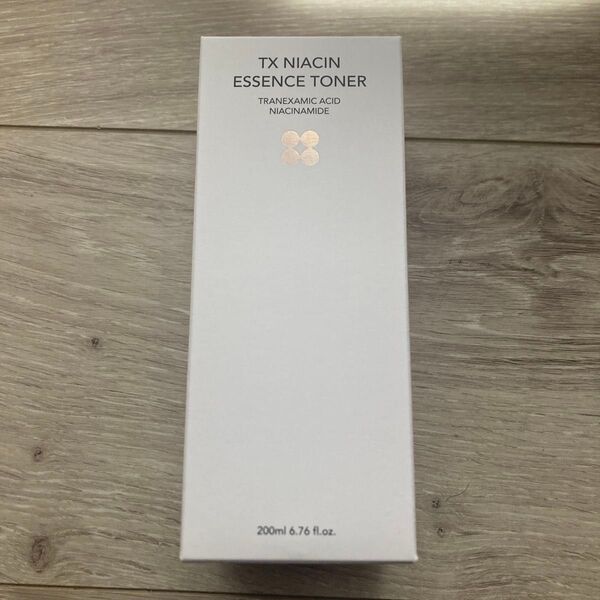 TX NIACIN
ESSENCE TONER
TRANEXAMIC ACID
NIACINAMIDE
200ml 6.76 fl.oz.